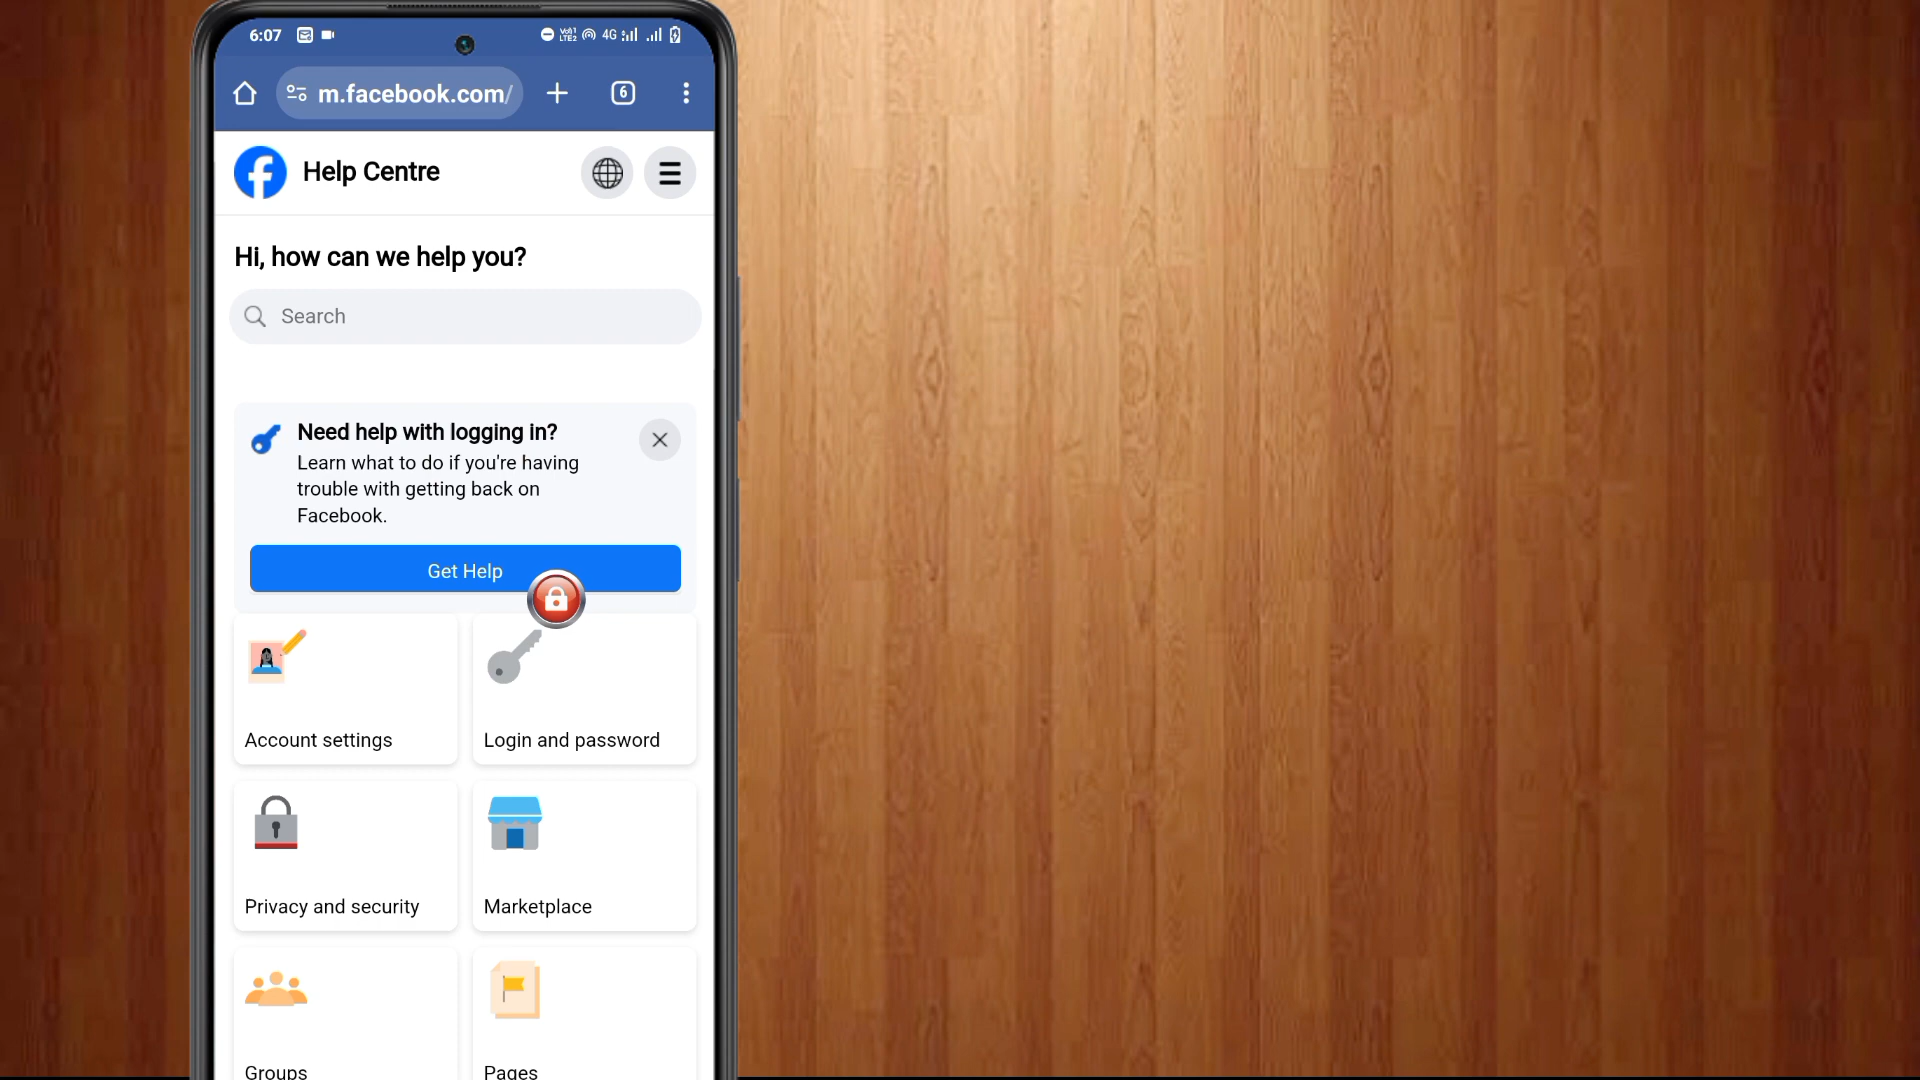 6:07
4G
m.facebook.com/
6
Help Centre
Hi, how can we help you?
Search
Need help with logging in?
Learn what to do if you're having
trouble with getting back on
Facebook.
Get Help
Account settings
Login and password
Privacy and security
Marketplace
Groups
Pages